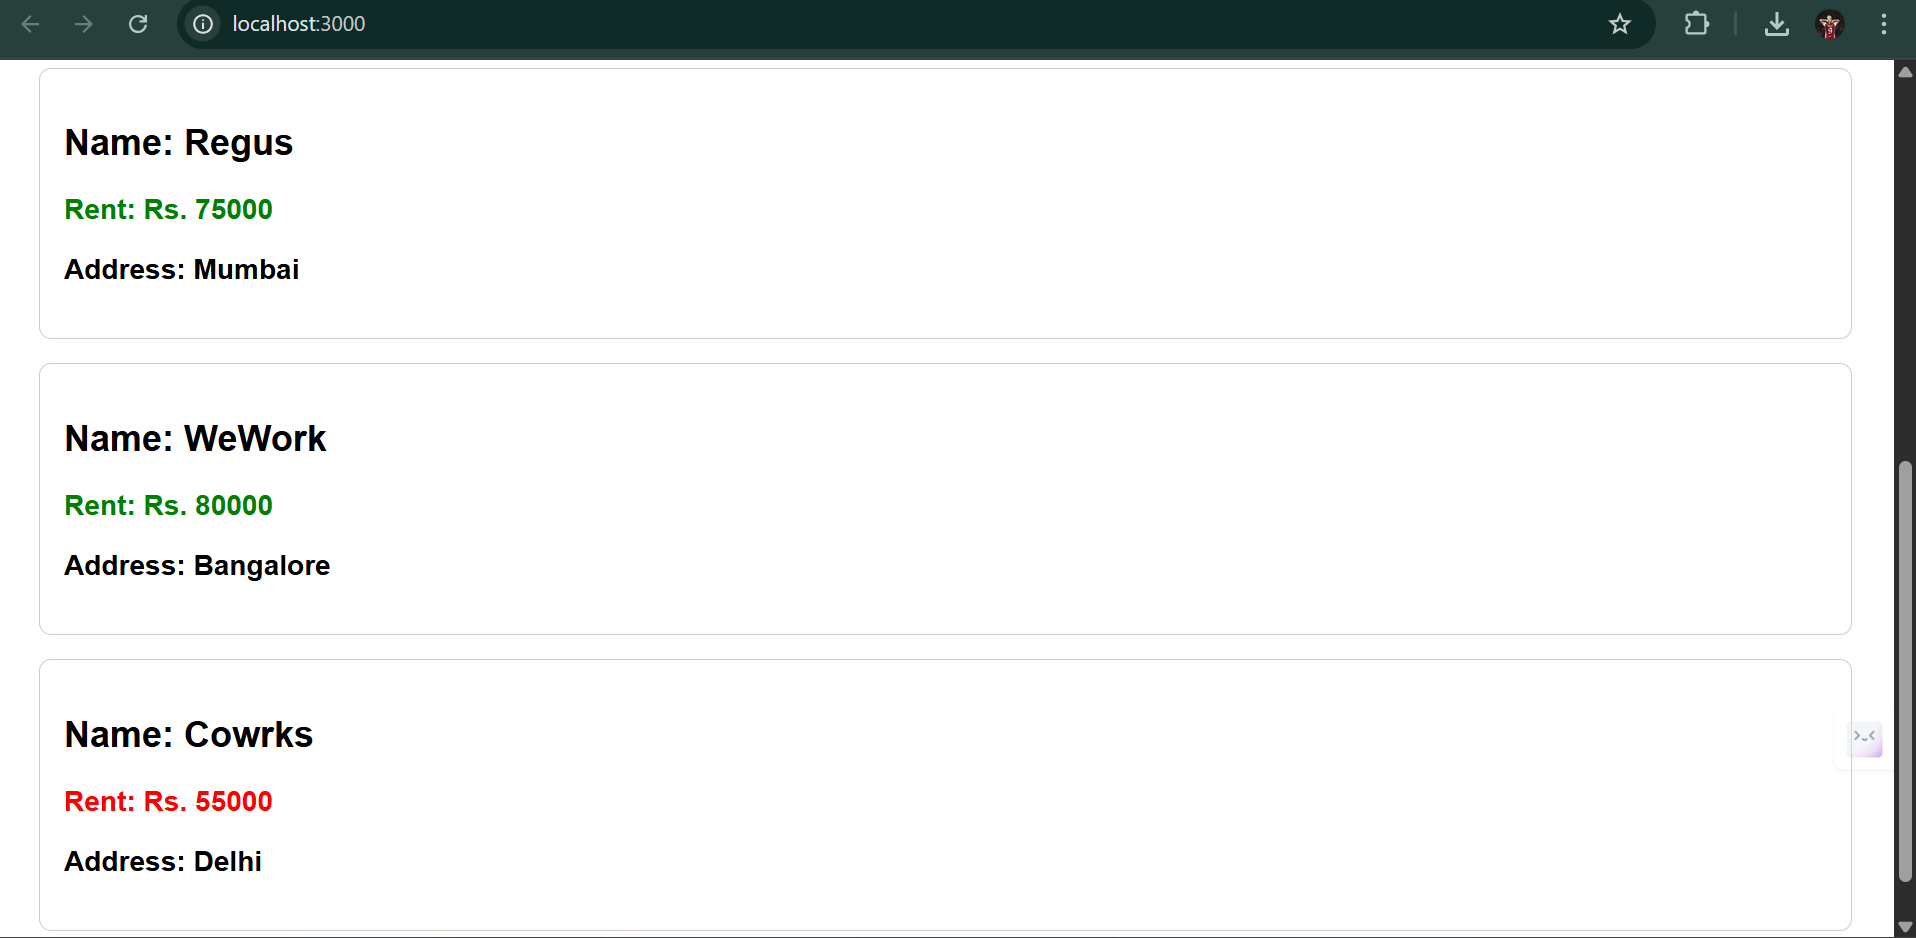 localhost:3000
Name: Regus
Rent: Rs. 75000
Address: Mumbai
Name: WeWork
Rent: Rs. 80000
Address: Bangalore
Name: Cowrks
Rent: Rs. 55000
Address: Delhi